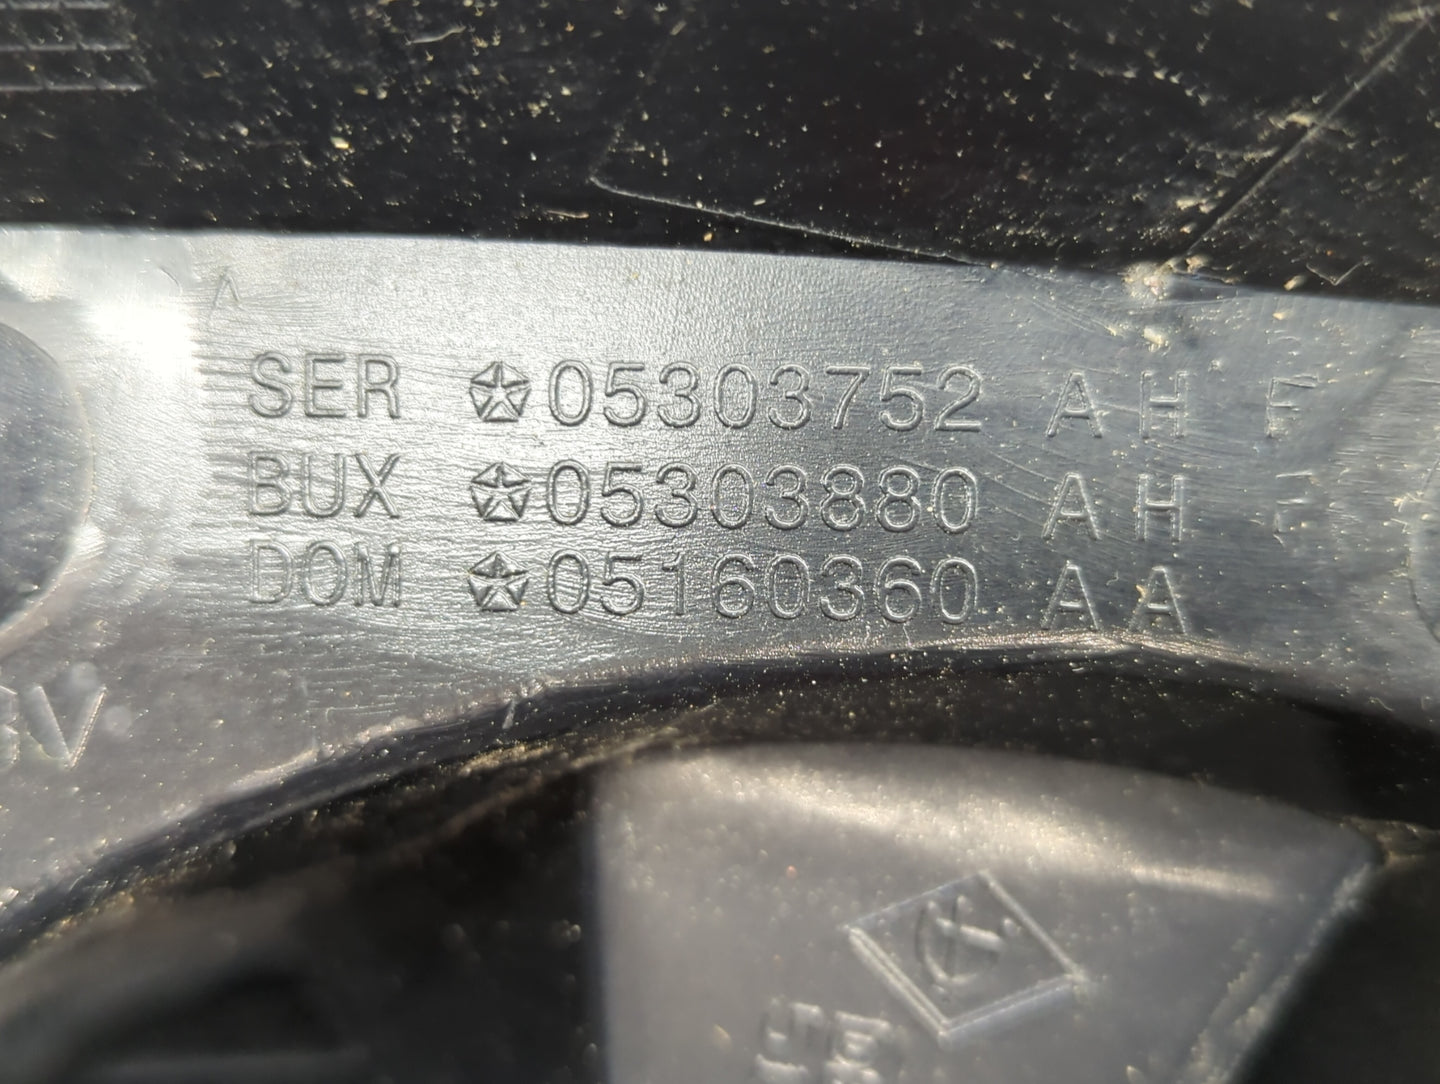 SER 05303752 AH F
BUX 05303880 AH
DOM 05160360 AA